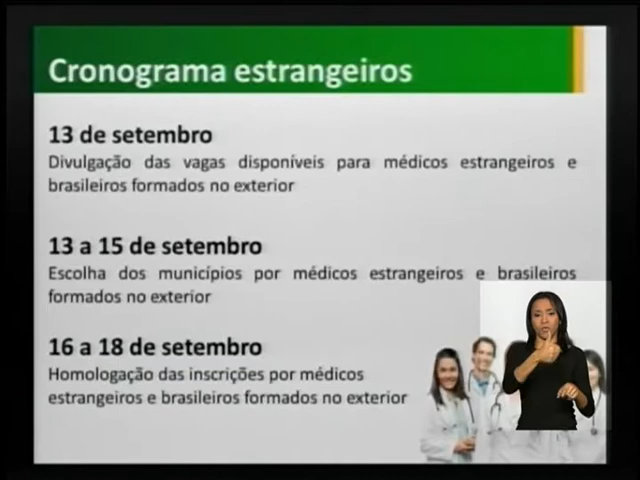 Cronograma estrangeiros
13 de setembro
Divulgação das vagas disponíveis para médicos estrangeiros e
brasileiros formados no exterior
13 a 15 de setembro
Escolha dos municípios por médicos estrangeiros e brasileiros
formados no exterior
16 a 18 de setembro
Homologação das inscrições por médicos
estrangeiros e brasileiros formados no exterior